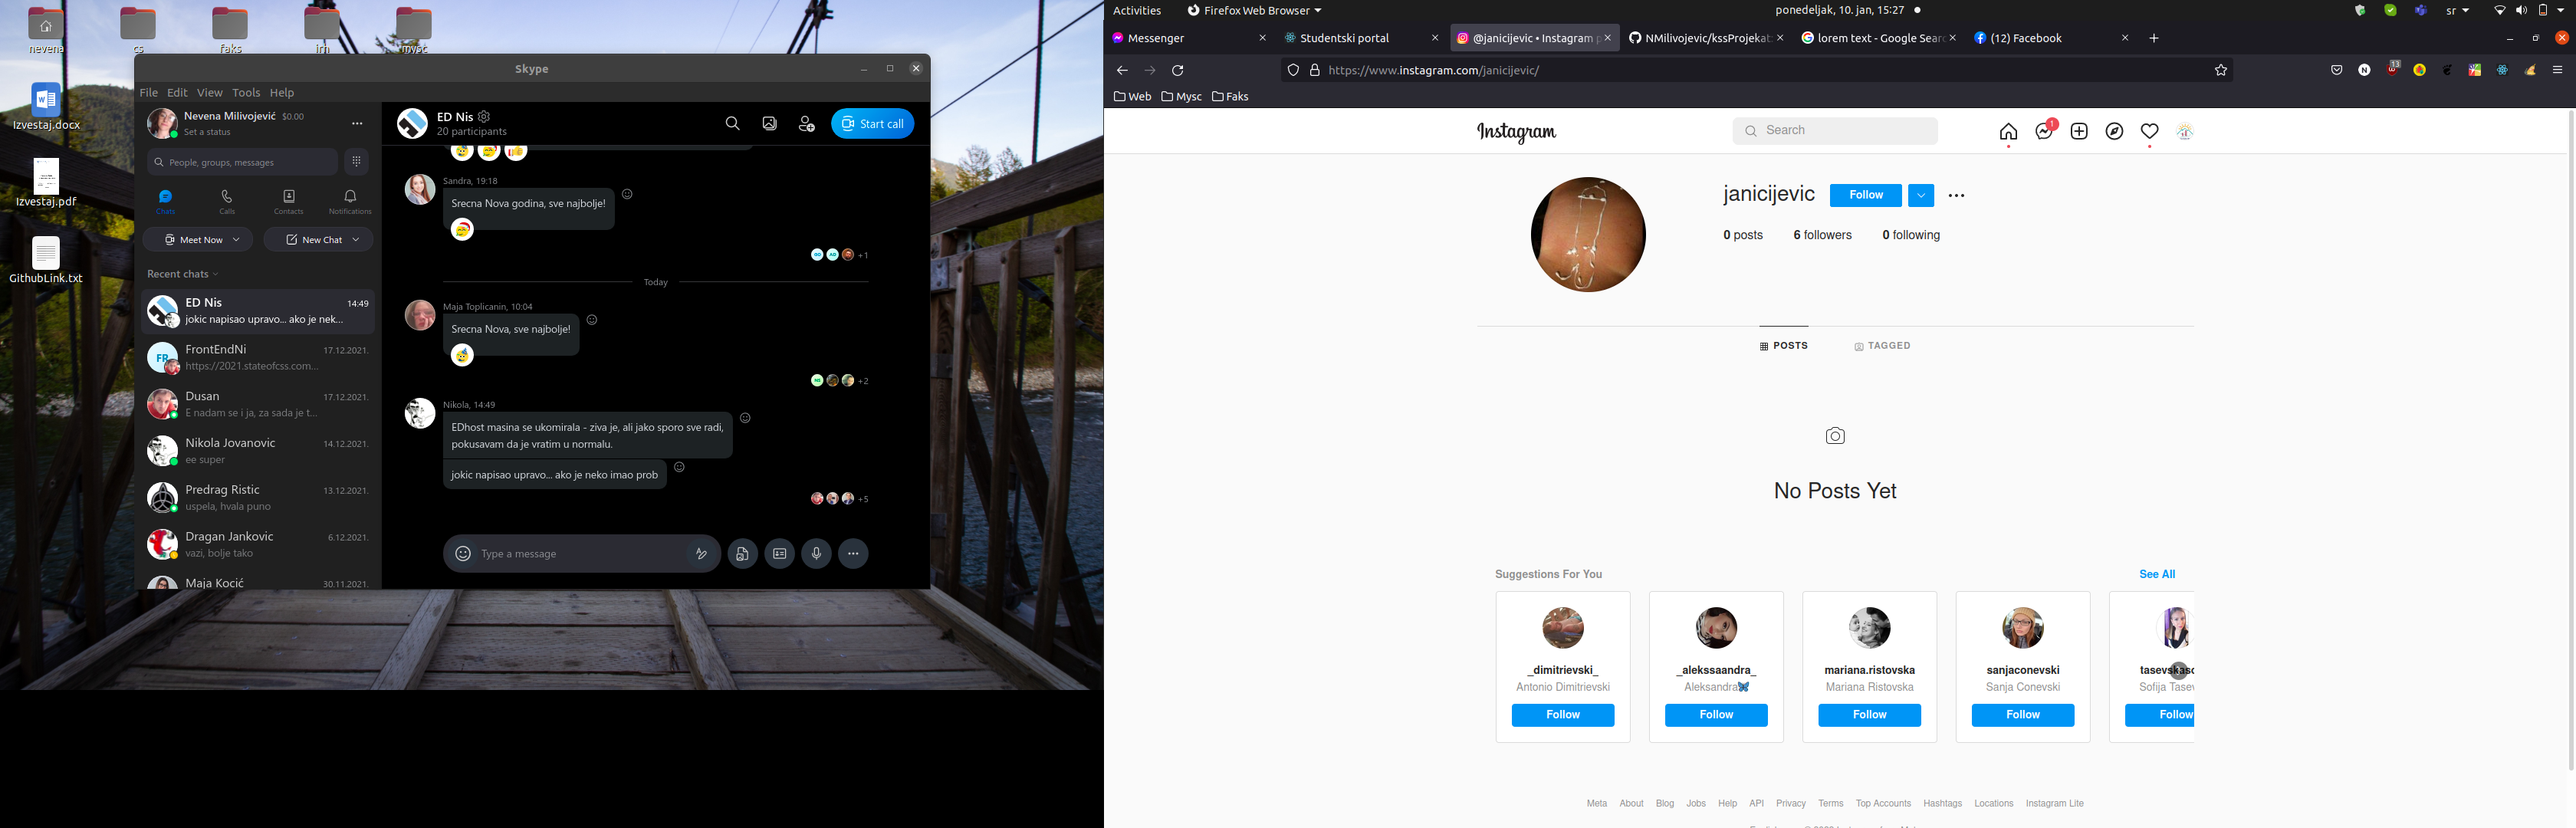 nevena
cs
faks
irh
mysc
Izvestaj.docx
Izvestaj.pdf
GithubLink.txt
Skype
File Edit View Tools Help
Nevena Milivojević $0.00
Set a status
People, groups, messages
Chats Calls Contacts Notifications
Meet Now New Chat
Recent chats
ED Nis 14:49
jokic napisao upravo... ako je nek...
FrontEndNi 17.12.2021.
https://2021.stateofcss.com...
Dusan 17.12.2021.
E nadam se i ja, za sada je t...
Nikola Jovanovic 14.12.2021.
ee super
Predrag Ristic 13.12.2021.
uspela, hvala puno
Dragan Jankovic 6.12.2021.
vazi, bolje tako
Maja Kocić 30.11.2021.
ED Nis
20 participants
Start call
Sandra, 19:18
Srecna Nova godina, sve najbolje!
+1
Today
Maja Toplicanin, 10:04
Srecna Nova, sve najbolje!
+2
Nikola, 14:49
EDhost masina se ukomirala - ziva je, ali jako sporo sve radi,
pokusavam da je vratim u normalu.
jokic napisao upravo... ako je neko imao prob
+5
Type a message
Activities Firefox Web Browser ponedeljak, 10. jan, 15:27 sr
Messenger Studentski portal @janicijevic • Instagram p NMilivojevic/kssProjekat: lorem text - Google Searc (12) Facebook
https://www.instagram.com/janicijevic/
13
Web Mysc Faks
Instagram Search 1
janicijevic Follow
0 posts 6 followers 0 following
POSTS TAGGED
No Posts Yet
Suggestions For You See All
_dimitrievski_ _alekssaandra_ mariana.ristovska sanjaconevski
Antonio Dimitrievski Aleksandra🦋 Mariana Ristovska Sanja Conevski Sofija Tasev
Follow Follow Follow Follow Follow
Meta About Blog Jobs Help API Privacy Terms Top Accounts Hashtags Locations Instagram Lite